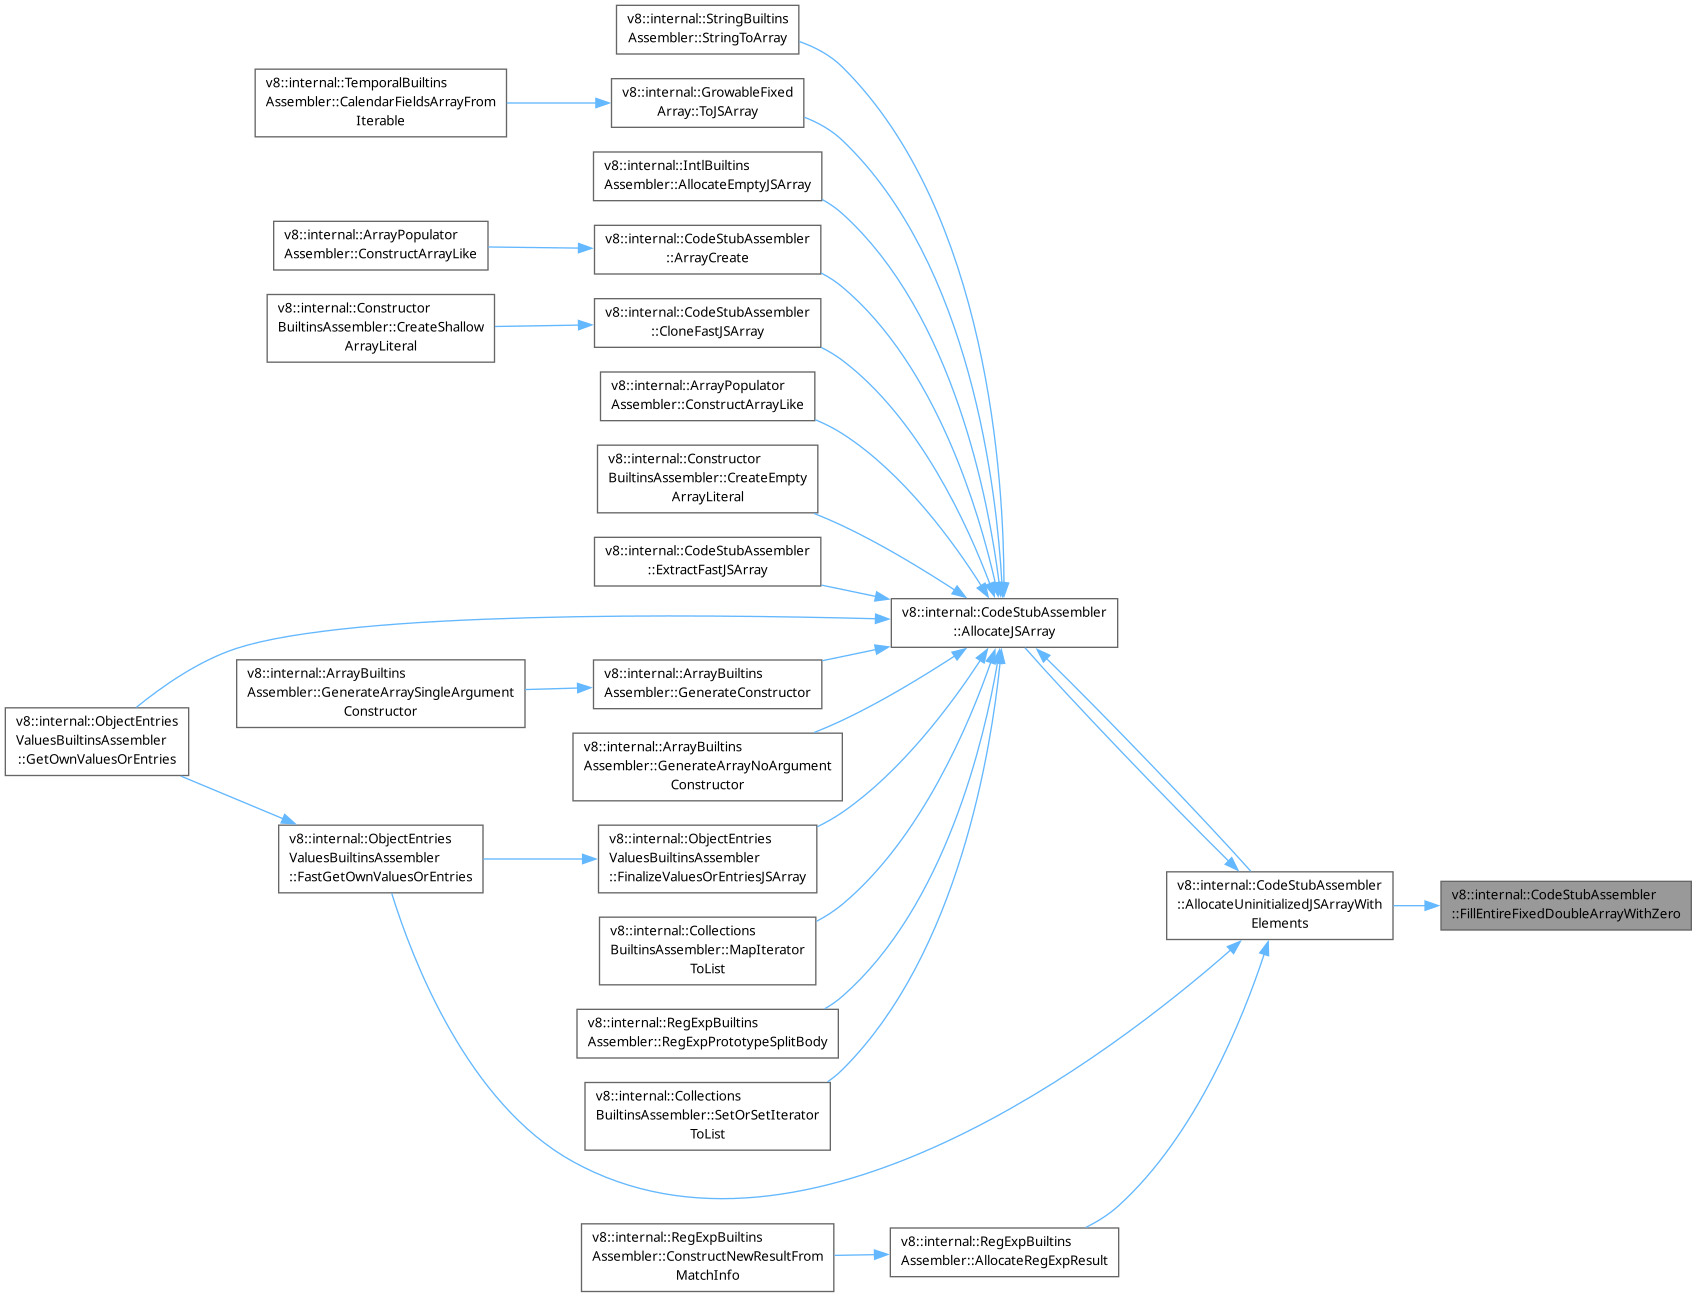 v8::internal::StringBuiltins
Assembler::StringToArray
v8::internal::TemporalBuiltins
Assembler::CalendarFieldsArrayFrom
Iterable
v8::internal::GrowableFixed
Array::ToJSArray
v8::internal::IntlBuiltins
Assembler::AllocateEmptyJSArray
v8::internal::ArrayPopulator
Assembler::ConstructArrayLike
v8::internal::CodeStubAssembler
::ArrayCreate
v8::internal::Constructor
BuiltinsAssembler::CreateShallow
ArrayLiteral
v8::internal::CodeStubAssembler
::CloneFastJSArray
v8::internal::ArrayPopulator
Assembler::ConstructArrayLike
v8::internal::Constructor
BuiltinsAssembler::CreateEmpty
ArrayLiteral
v8::internal::CodeStubAssembler
::ExtractFastJSArray
v8::internal::CodeStubAssembler
::AllocateJSArray
v8::internal::ArrayBuiltins
Assembler::GenerateArraySingleArgument
Constructor
v8::internal::ArrayBuiltins
Assembler::GenerateConstructor
v8::internal::ObjectEntries
ValuesBuiltinsAssembler
::GetOwnValuesOrEntries
v8::internal::ArrayBuiltins
Assembler::GenerateArrayNoArgument
Constructor
v8::internal::ObjectEntries
ValuesBuiltinsAssembler
::FastGetOwnValuesOrEntries
v8::internal::ObjectEntries
ValuesBuiltinsAssembler
::FinalizeValuesOrEntriesJSArray
v8::internal::CodeStubAssembler
::AllocateUninitializedJSArrayWith
Elements
v8::internal::CodeStubAssembler
::FillEntireFixedDoubleArrayWithZero
v8::internal::Collections
BuiltinsAssembler::MapIterator
ToList
v8::internal::RegExpBuiltins
Assembler::RegExpPrototypeSplitBody
v8::internal::Collections
BuiltinsAssembler::SetOrSetIterator
ToList
v8::internal::RegExpBuiltins
Assembler::ConstructNewResultFrom
MatchInfo
v8::internal::RegExpBuiltins
Assembler::AllocateRegExpResult